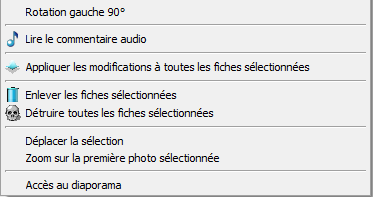 Rotation gauche 90°
Lire le commentaire audio
Appliquer les modifications à toutes les fiches sélectionnées
Enlever les fiches sélectionnées
Détruire toutes les fiches sélectionnées
Déplacer la sélection
Zoom sur la première photo sélectionnée
Accès au diaporama